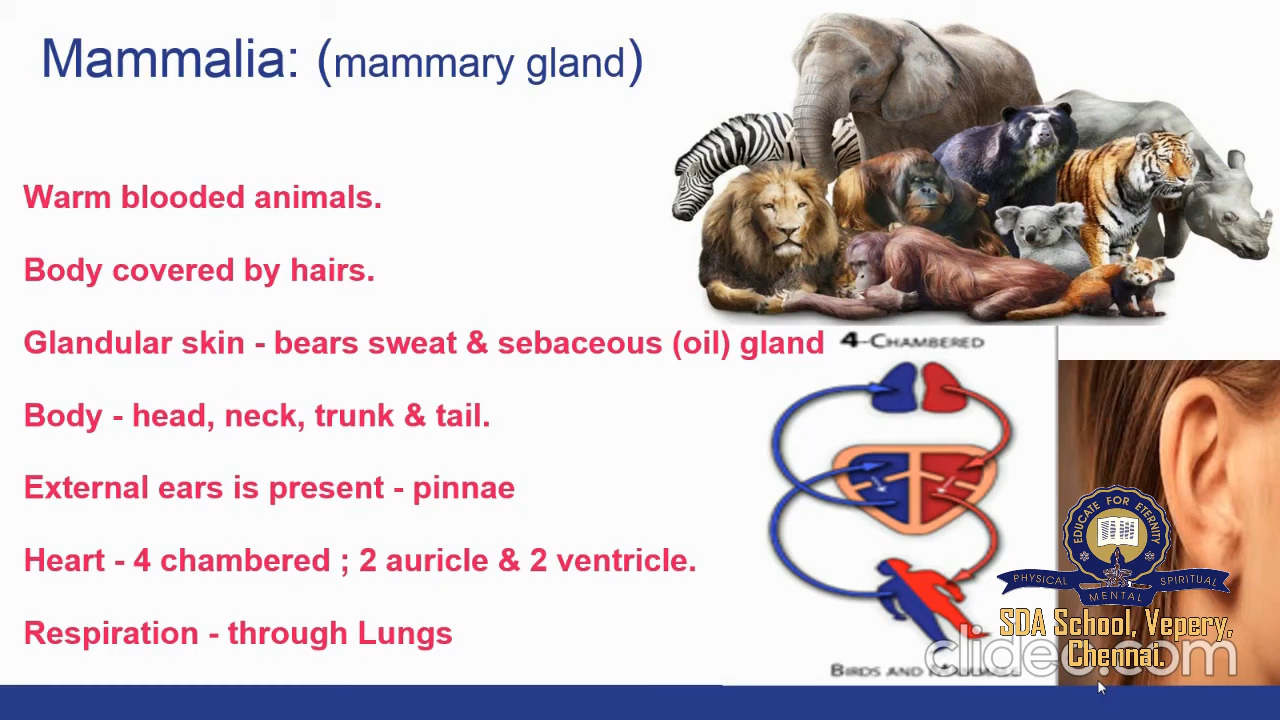 Mammalia: (mammary gland)
Warm blooded animals.
Body covered by hairs.
Glandular skin - bears sweat & sebaceous (oil) gland
Body - head, neck, trunk & tail.
External ears is present - pinnae
Heart - 4 chambered ; 2 auricle & 2 ventricle.
Respiration - through Lungs
4-CHAMBERED
BIRDS AND
EDUCATE FOR ETERNITY
PHYSICAL
MENTAL
SPIRITUAL
SDA School, Vepery,
Chennai.
clideo.com